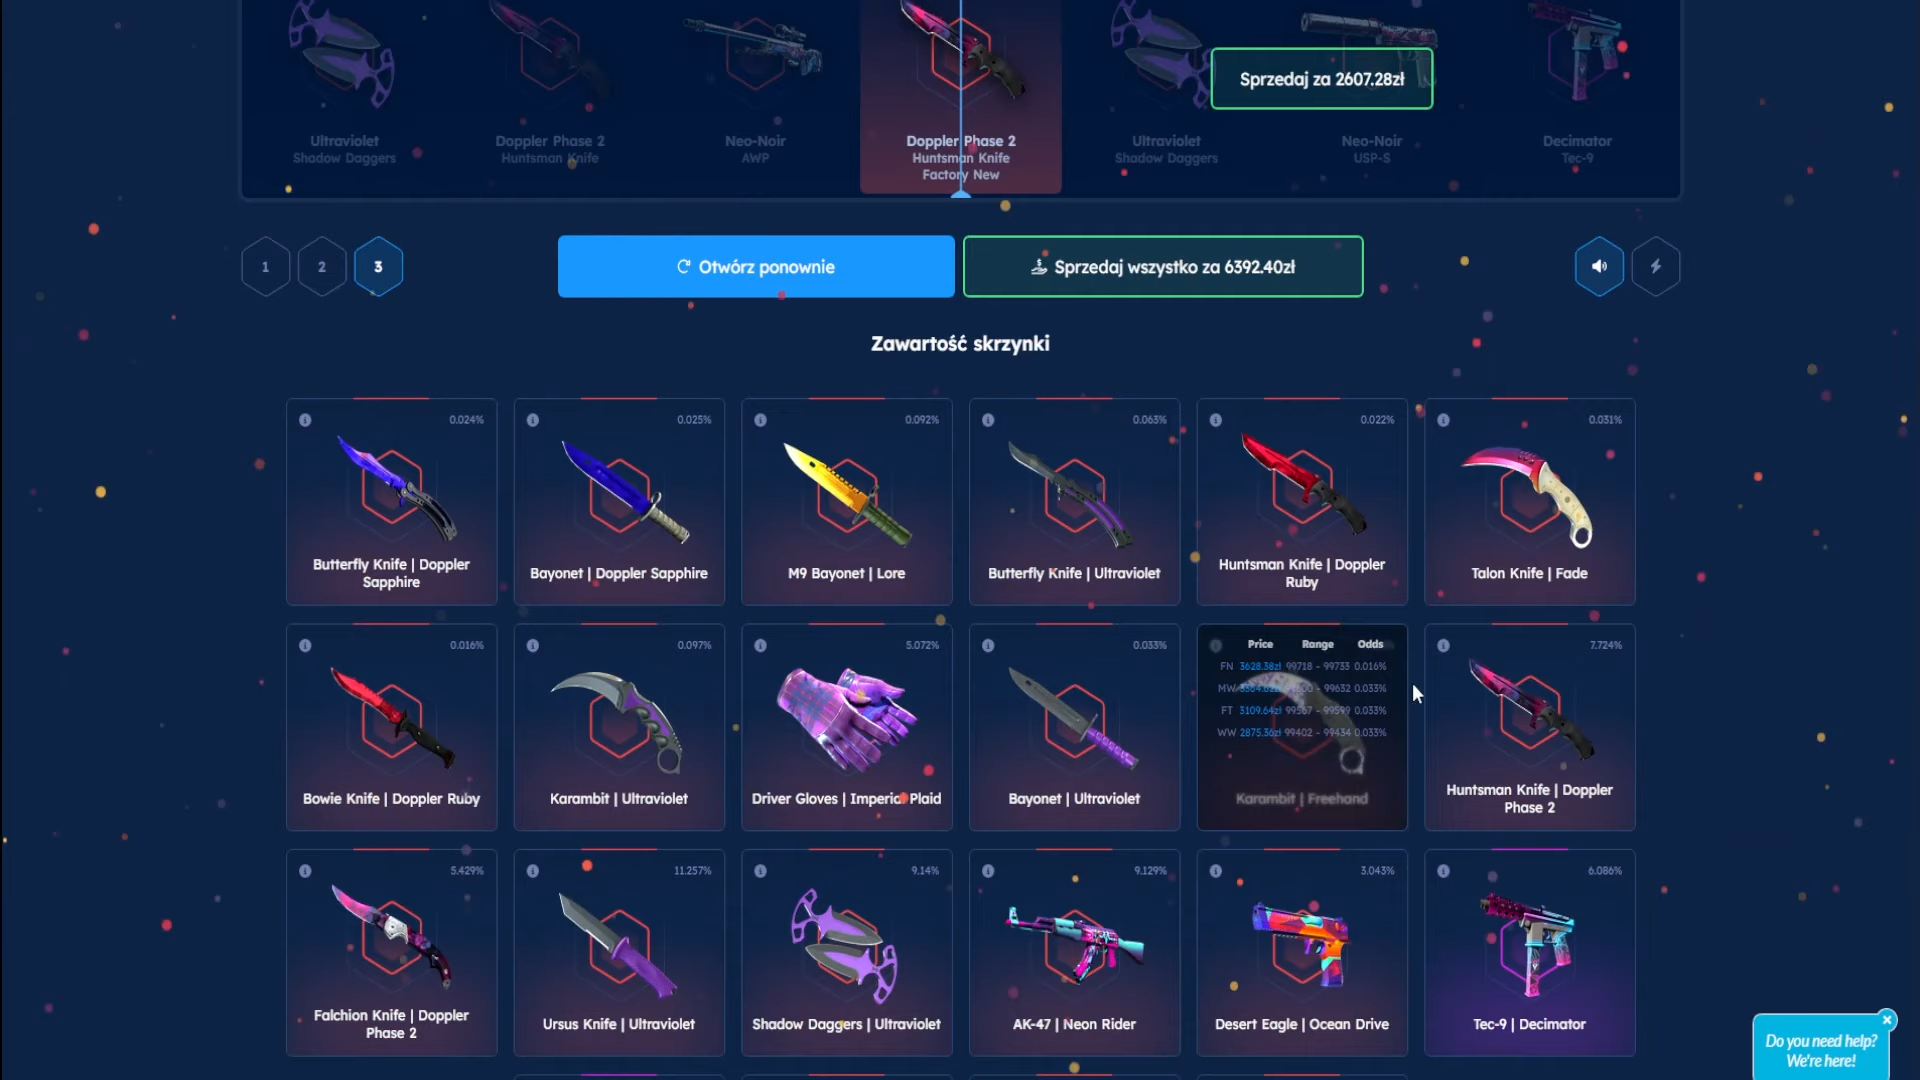 Sprzedaj za 2607.28zł
Ultraviolet
Shadow Daggers
Doppler Phase 2
Huntsman Knife
Neo-Noir
AWP
Doppler Phase 2
Huntsman Knife
Factory New
Ultraviolet
Shadow Daggers
Neo-Noir
USP-S
Decimator
Tec-9
1
2
3
Otwórz ponownie
Sprzedaj wszystko za 6392.40zł
Zawartość skrzynki
0.024%
Butterfly Knife | Doppler
Sapphire
0.025%
Bayonet | Doppler Sapphire
0.092%
M9 Bayonet | Lore
0.063%
Butterfly Knife | Ultraviolet
0.022%
Huntsman Knife | Doppler
Ruby
0.031%
Talon Knife | Fade
0.016%
Bowie Knife | Doppler Ruby
0.097%
Karambit | Ultraviolet
5.072%
Driver Gloves | Imperial Plaid
0.033%
Bayonet | Ultraviolet
Price Range Odds
FN 3628.38zł 99718 - 99733 0.016%
MW - 99632 0.033%
FT 3109.64zł 99567 - 99599 0.033%
WW 2875.36zł 99402 - 99434 0.033%
Karambit | Freehand
7.724%
Huntsman Knife | Doppler
Phase 2
5.429%
Falchion Knife | Doppler
Phase 2
11.257%
Ursus Knife | Ultraviolet
9.14%
Shadow Daggers | Ultraviolet
9.129%
AK-47 | Neon Rider
3.043%
Desert Eagle | Ocean Drive
6.086%
Tec-9 | Decimator
Do you need help?
We're here!